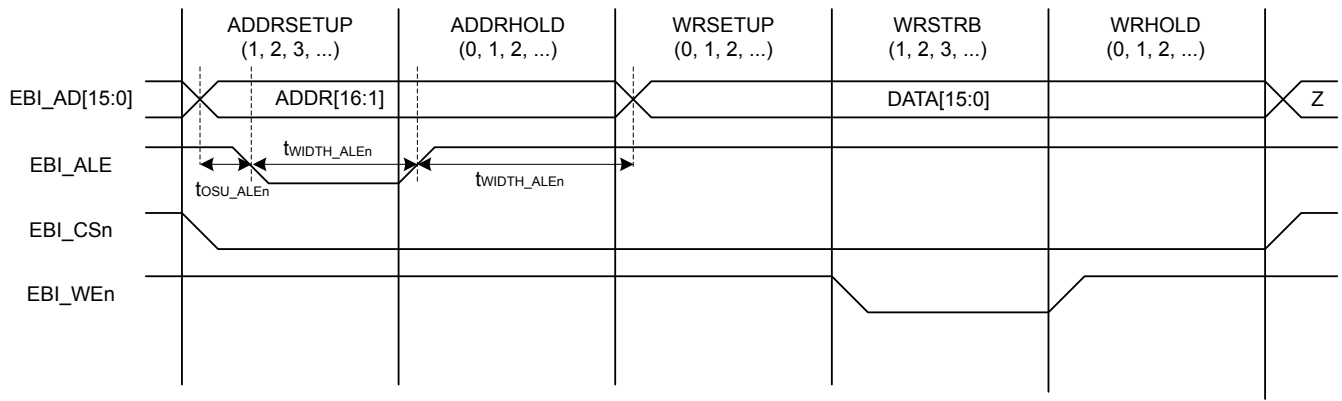 ADDRSETUP
(1, 2, 3, ...)
ADDRHOLD
(0, 1, 2, ...)
WRSETUP
(0, 1, 2, ...)
WRSTRB
(1, 2, 3, ...)
WRHOLD
(0, 1, 2, ...)
EBI_AD[15:0]
ADDR[16:1]
DATA[15:0]
Z
EBI_ALE
tWIDTH_ALEn
tOSU_ALEn
tWIDTH_ALEn
EBI_CSn
EBI_WEn